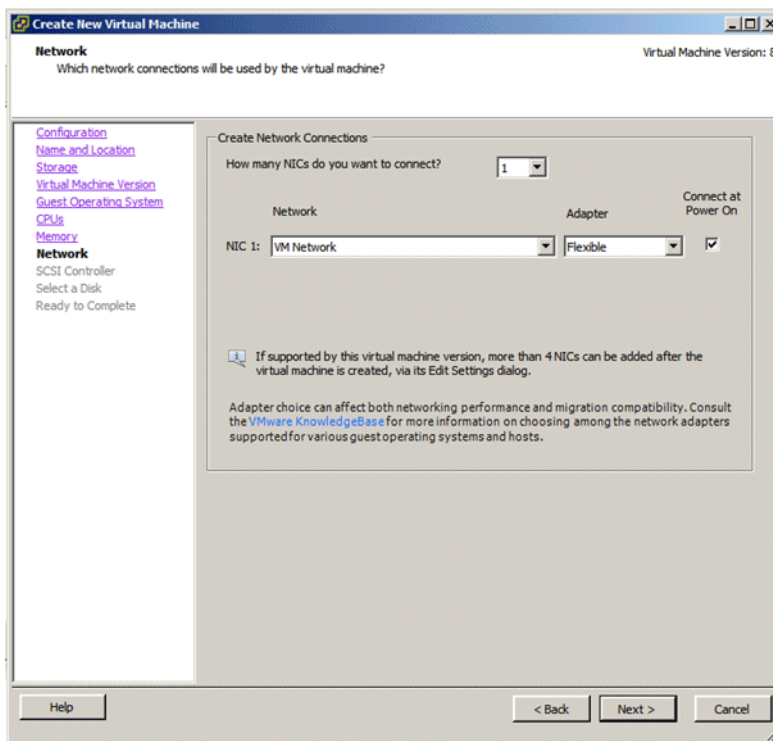 Create New Virtual Machine
Network
Which network connections will be used by the virtual machine?
Virtual Machine Version: 8
Configuration
Name and Location
Storage
Virtual Machine Version
Guest Operating System
CPUs
Memory
Network
SCSI Controller
Select a Disk
Ready to Complete
Create Network Connections
How many NICs do you want to connect? 1
Network Adapter Connect at
Power On
NIC 1: VM Network Flexible
If supported by this virtual machine version, more than 4 NICs can be added after the
virtual machine is created, via its Edit Settings dialog.
Adapter choice can affect both networking performance and migration compatibility. Consult
the VMware KnowledgeBase for more information on choosing among the network adapters
supported for various guest operating systems and hosts.
Help
< Back
Next >
Cancel